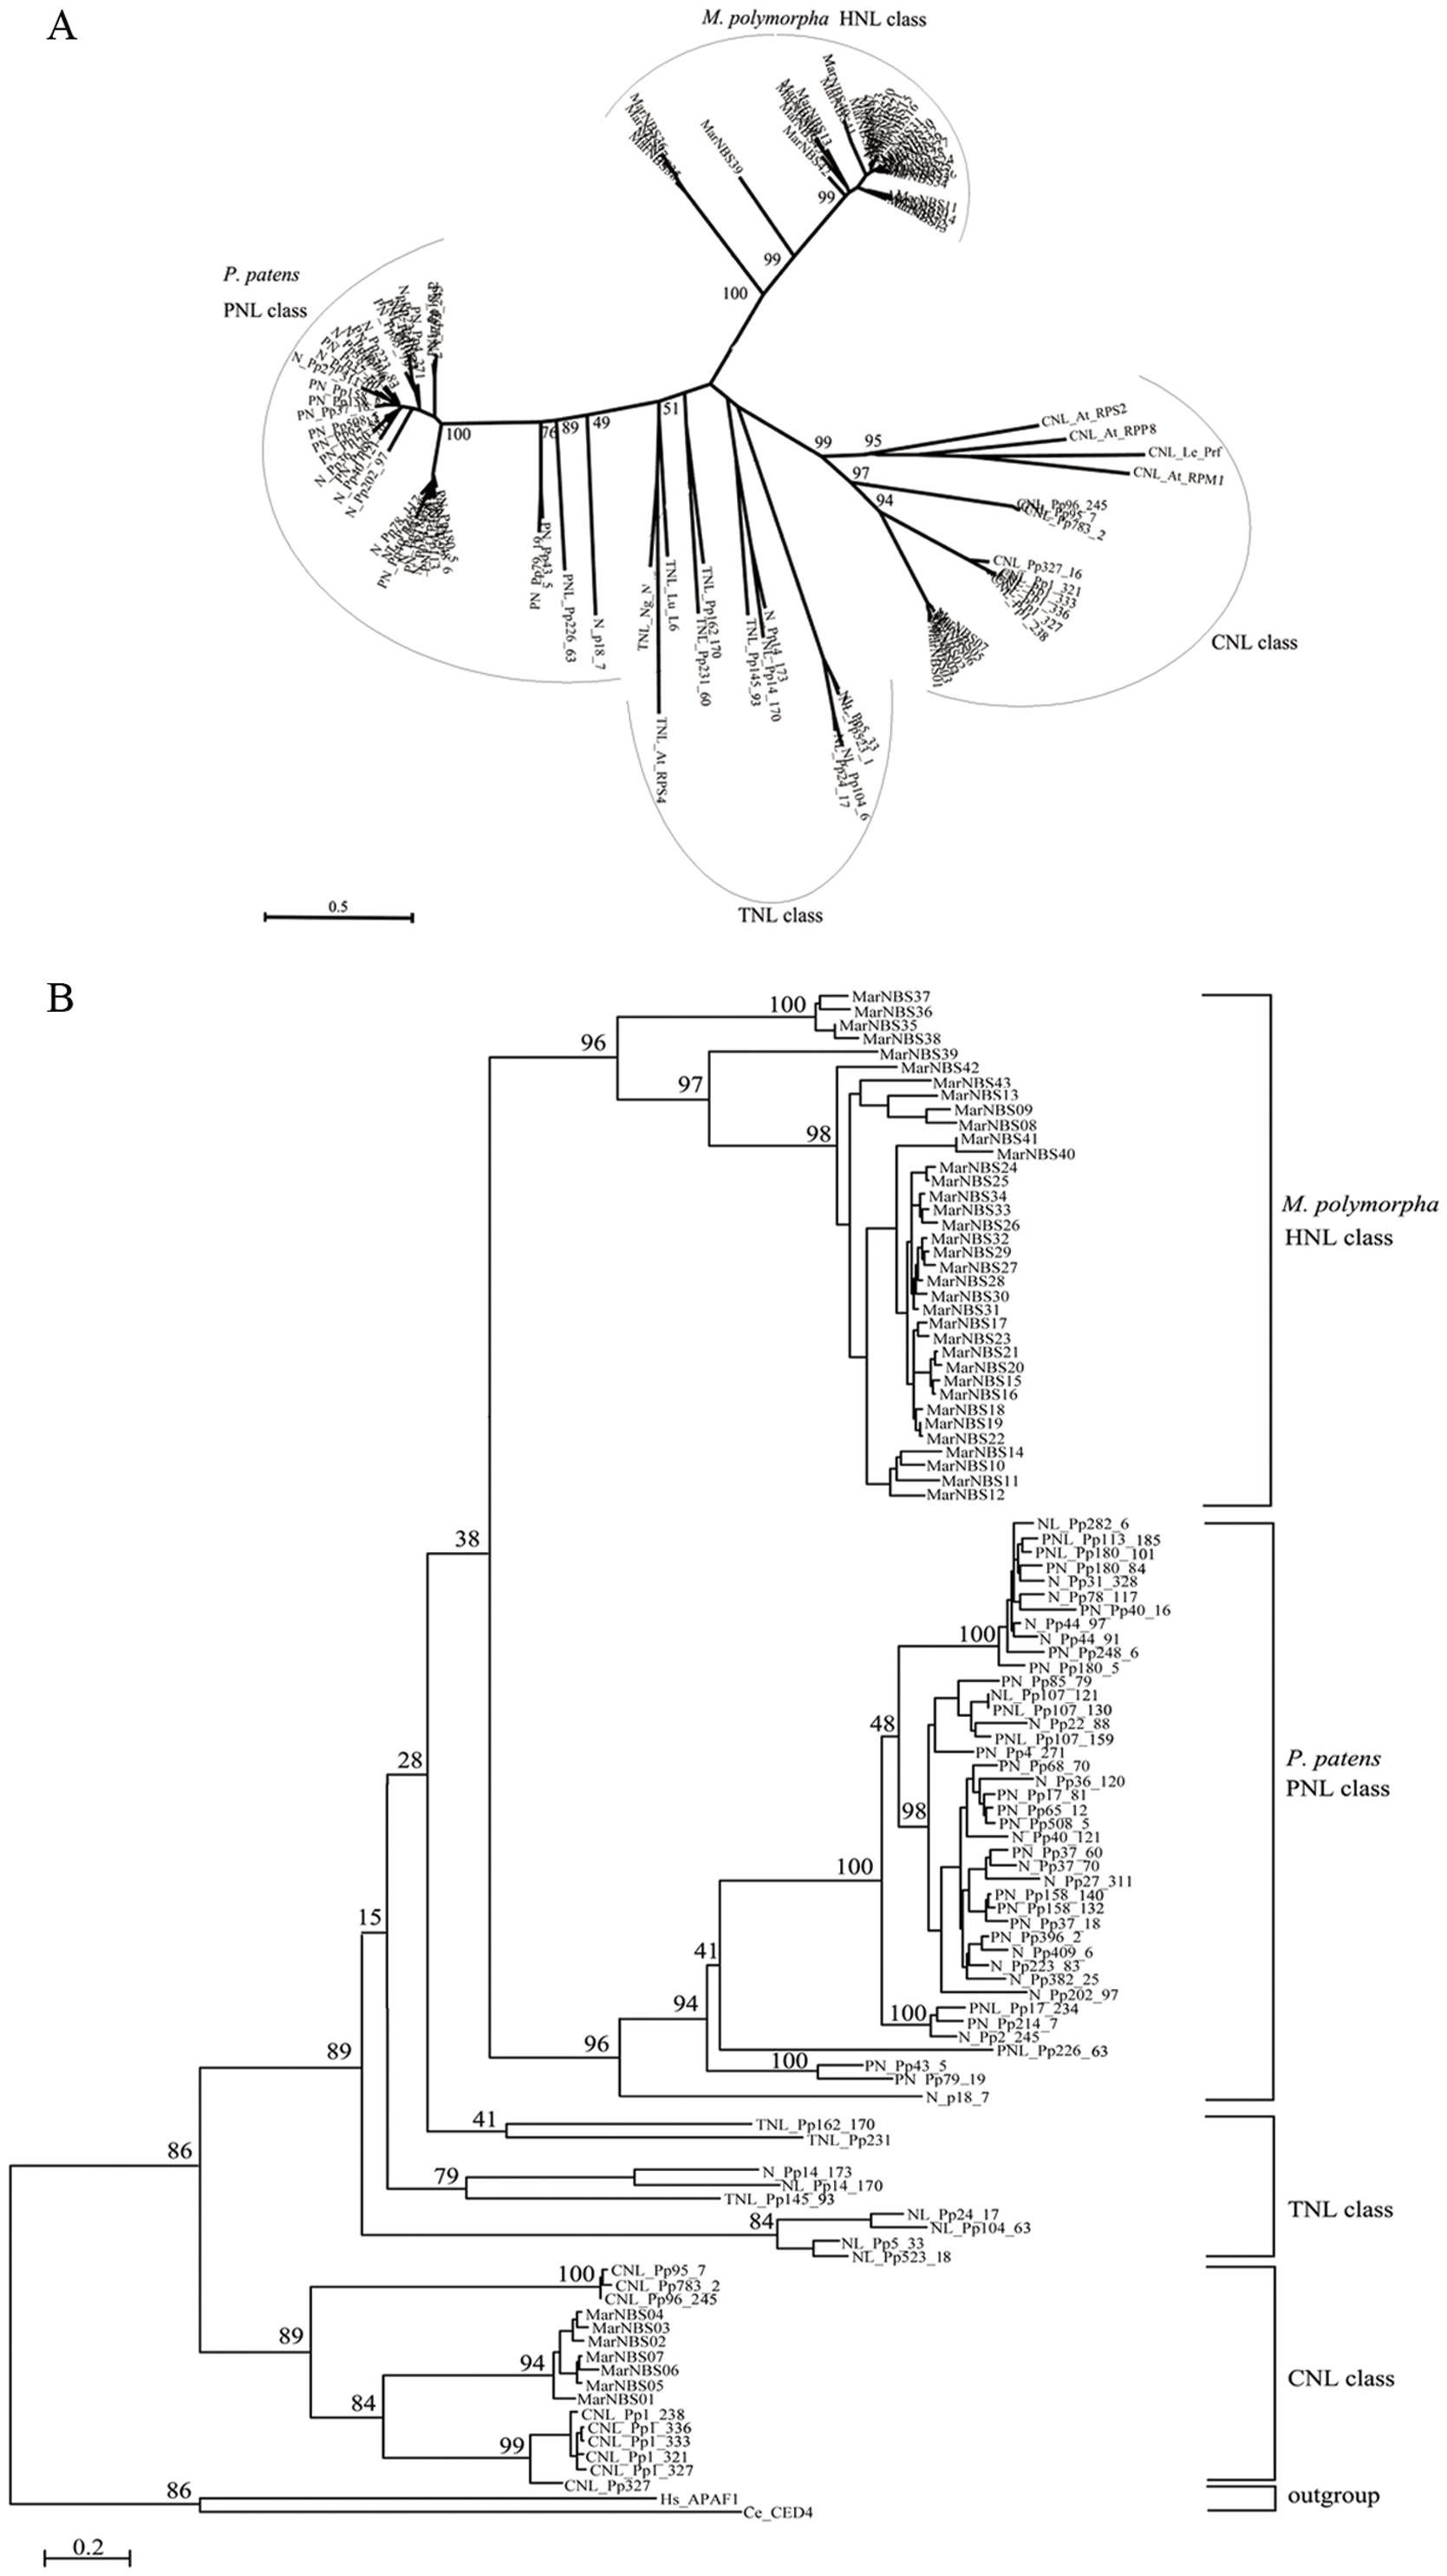 A
M. polymorpha HNL class
MarNBS39
MarNBS13
MarNBS42
MarNBS11
99
99
100
P. patens
PNL class
N_Pp202_97
100
76
89
49
51
PN_Pp43_5
PN_Pp79_19
PNL_Pp226_63
N_p18_7
TNL_Ng_N
TNL_Lu_L6
TNL_At_RPS4
TNL_Pp162_170
TNL_Pp231_60
TNL_Pp145_93
N_Pp14_173
NL_Pp14_170
NL_Pp5_33
NL_Pp523_1
NL_Pp104_6
NL_Pp24_17
99
95
97
94
CNL_At_RPS2
CNL_At_RPP8
CNL_Le_Prf
CNL_At_RPM1
CNL_Pp96_245
CNL_Pp95_7
CNL_Pp783_2
CNL_Pp327_16
CNL_Pp1_321
MarNBS01
CNL class
TNL class
0.5
B
MarNBS37
100
MarNBS36
MarNBS35
MarNBS38
96
MarNBS39
MarNBS42
97
MarNBS43
MarNBS13
MarNBS09
MarNBS08
98
MarNBS41
MarNBS40
MarNBS24
MarNBS25
MarNBS34
MarNBS33
MarNBS26
MarNBS32
MarNBS29
MarNBS27
MarNBS28
MarNBS30
MarNBS31
MarNBS17
MarNBS23
MarNBS21
MarNBS20
MarNBS15
MarNBS16
MarNBS18
MarNBS19
MarNBS22
MarNBS14
MarNBS10
MarNBS11
MarNBS12
M. polymorpha
HNL class
38
NL_Pp282_6
PNL_Pp113_185
PNL_Pp180_101
PN_Pp180_84
N_Pp31_328
N_Pp78_117
PN_Pp40_16
N_Pp44_97
100
N_Pp44_91
PN_Pp248_6
PN_Pp180_5
PN_Pp85_79
NL_Pp107_121
PNL_Pp107_130
48
N_Pp22_88
PNL_Pp107_159
PN_Pp4_271
28
PN_Pp68_70
N_Pp36_120
PN_Pp17_81
98
PN_Pp65_12
PN_Pp508_5
N_Pp40_121
PN_Pp37_60
100
N_Pp37_70
N_Pp27_311
PN_Pp158_140
PN_Pp158_132
15
PN_Pp37_18
PN_Pp396_2
41
N_Pp409_6
N_Pp223_83
N_Pp382_25
N_Pp202_97
94
100
PNL_Pp17_234
PN_Pp214_7
N_Pp2_245
96
PNL_Pp226_63
89
100
PN_Pp43_5
PN_Pp79_19
N_p18_7
P. patens
PNL class
41
TNL_Pp162_170
TNL_Pp231
86
79
N_Pp14_173
NL_Pp14_170
TNL_Pp145_93
84
NL_Pp24_17
NL_Pp104_63
NL_Pp5_33
NL_Pp523_18
TNL class
100
CNL_Pp95_7
CNL_Pp783_2
CNL_Pp96_245
MarNBS04
MarNBS03
89
MarNBS02
MarNBS07
94
MarNBS06
MarNBS05
MarNBS01
84
CNL_Pp1_238
CNL_Pp1_336
CNL_Pp1_333
99
CNL_Pp1_321
CNL_Pp1_327
CNL_Pp327
CNL class
86
Hs_APAF1
Ce_CED4
outgroup
0.2